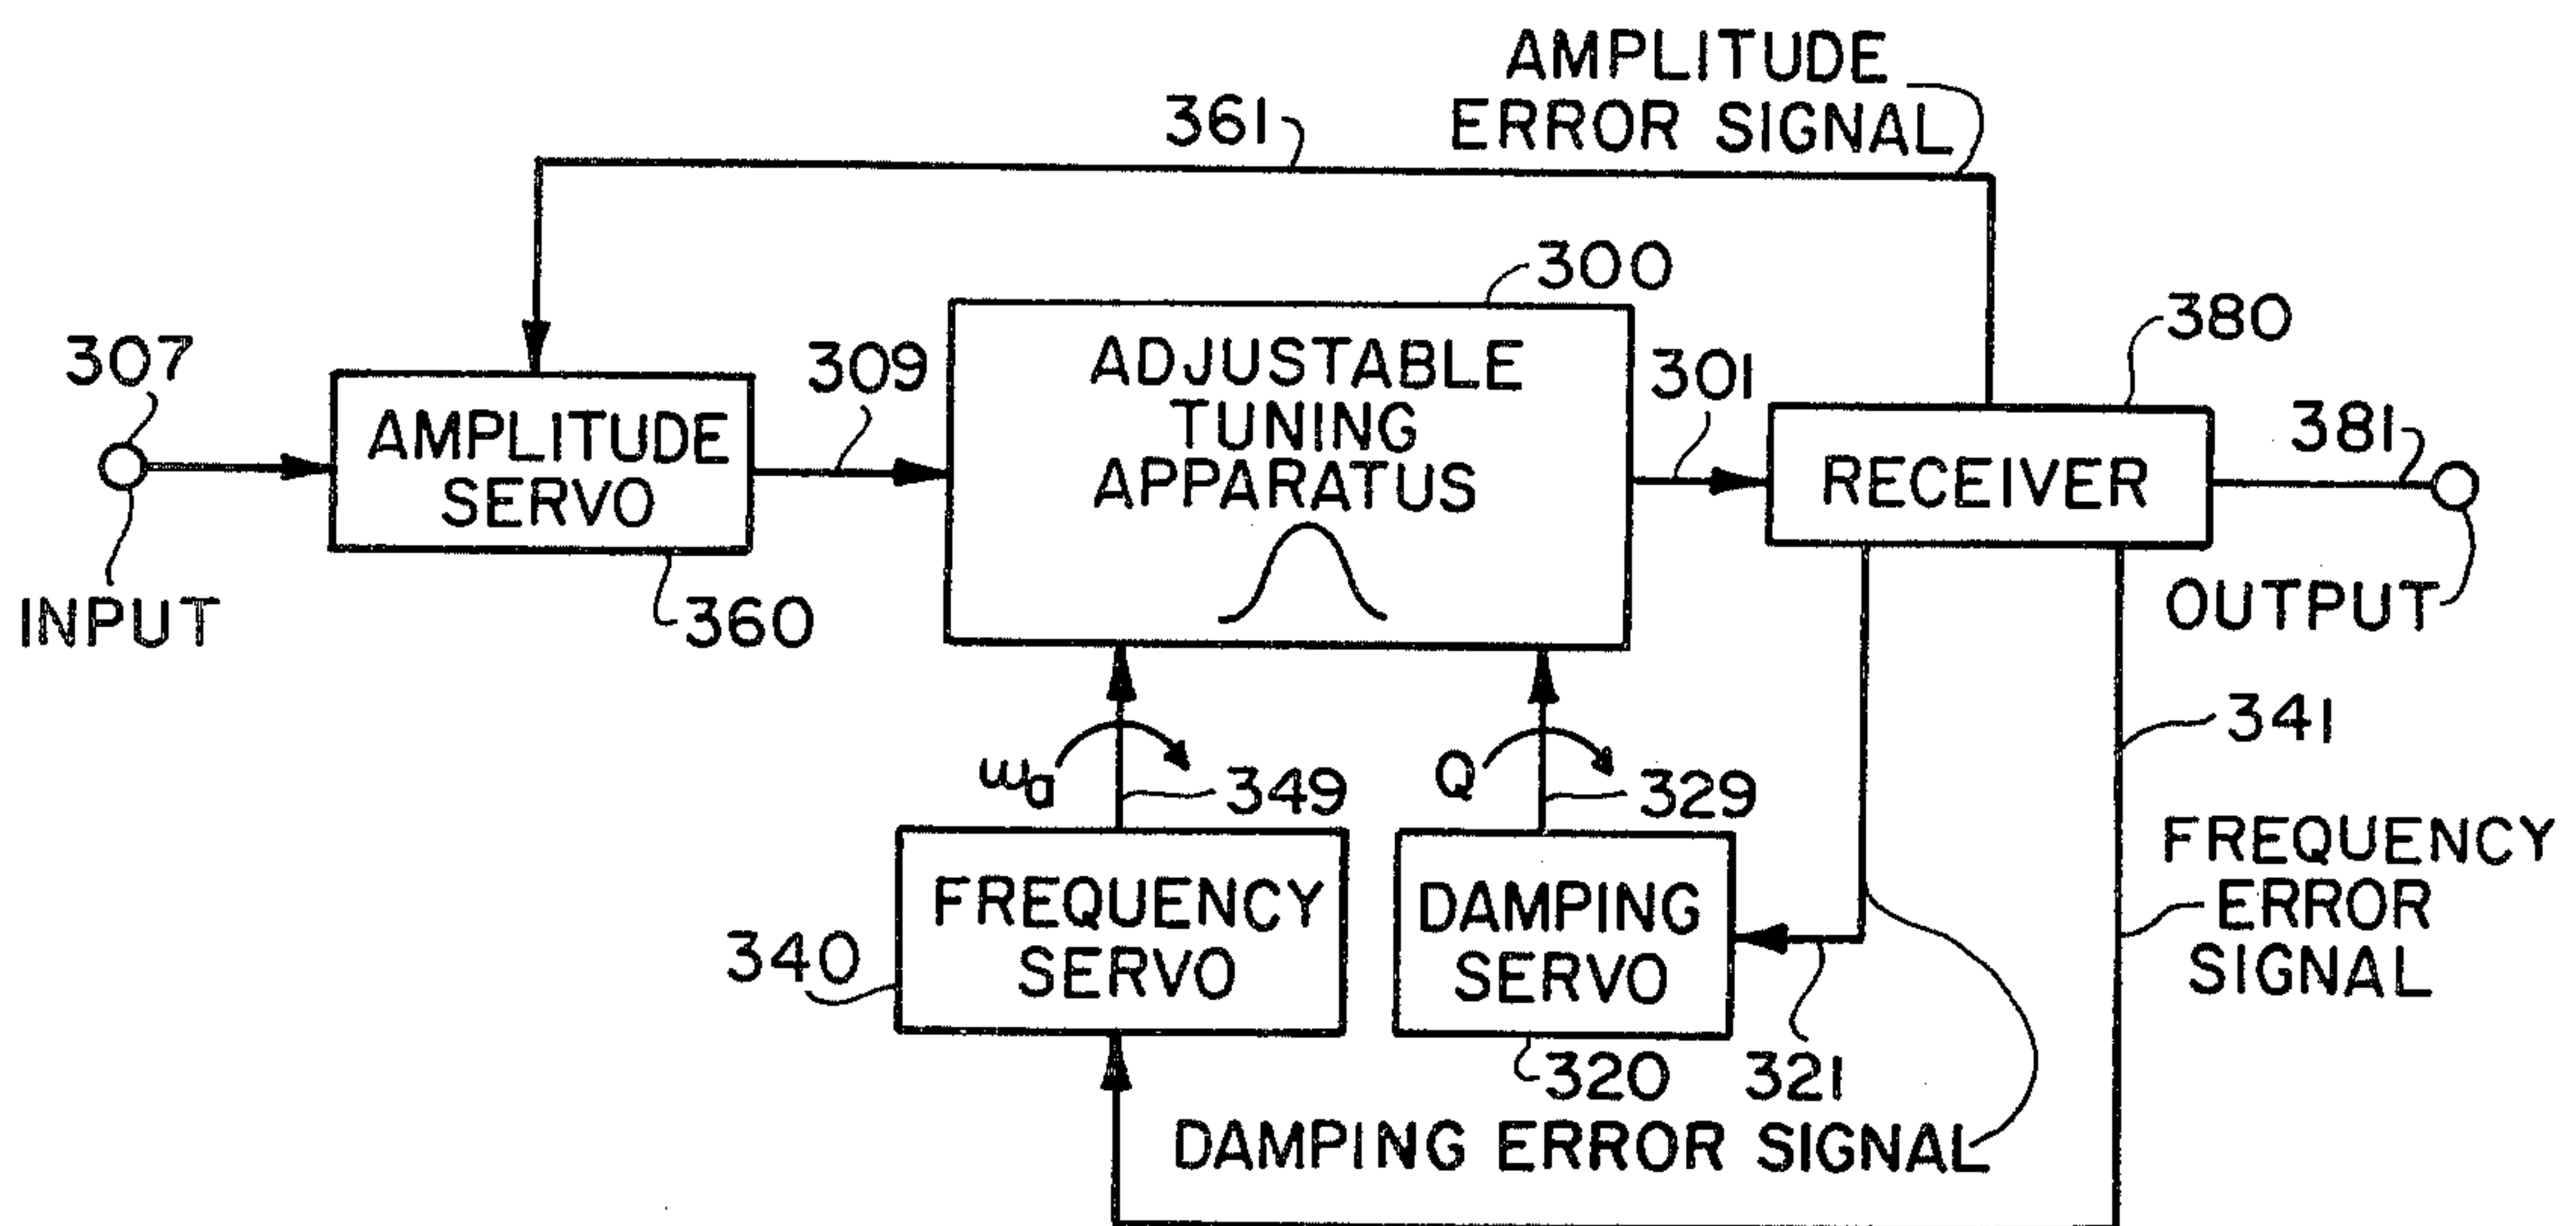 AMPLITUDE
ERROR SIGNAL
361
300
380
307
309
301
381
ADJUSTABLE
TUNING
APPARATUS
AMPLITUDE
SERVO
RECEIVER
INPUT
360
OUTPUT
341
ωa
349
Q
329
FREQUENCY
ERROR
SIGNAL
FREQUENCY
SERVO
DAMPING
SERVO
340
320
321
DAMPING ERROR SIGNAL